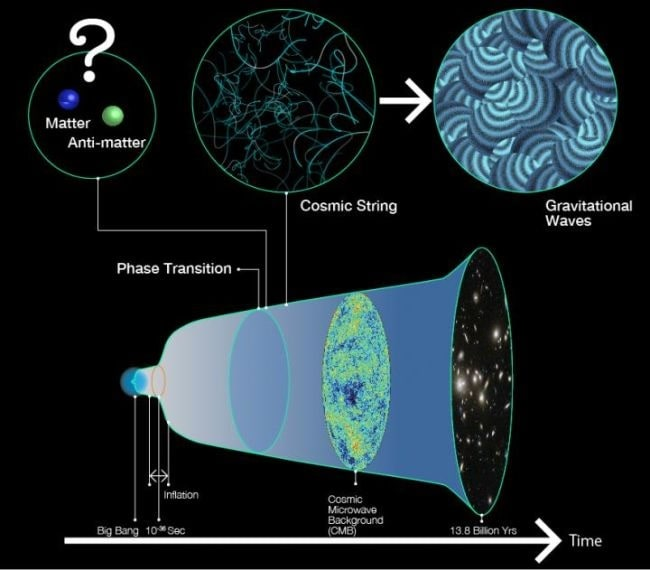 ?
Matter
Anti-matter
Cosmic String
Gravitational
Waves
Phase Transition
Inflation
Cosmic
Microwave
Background
(CMB)
Big Bang
10⁻³⁶ Sec
13.8 Billion Yrs
Time